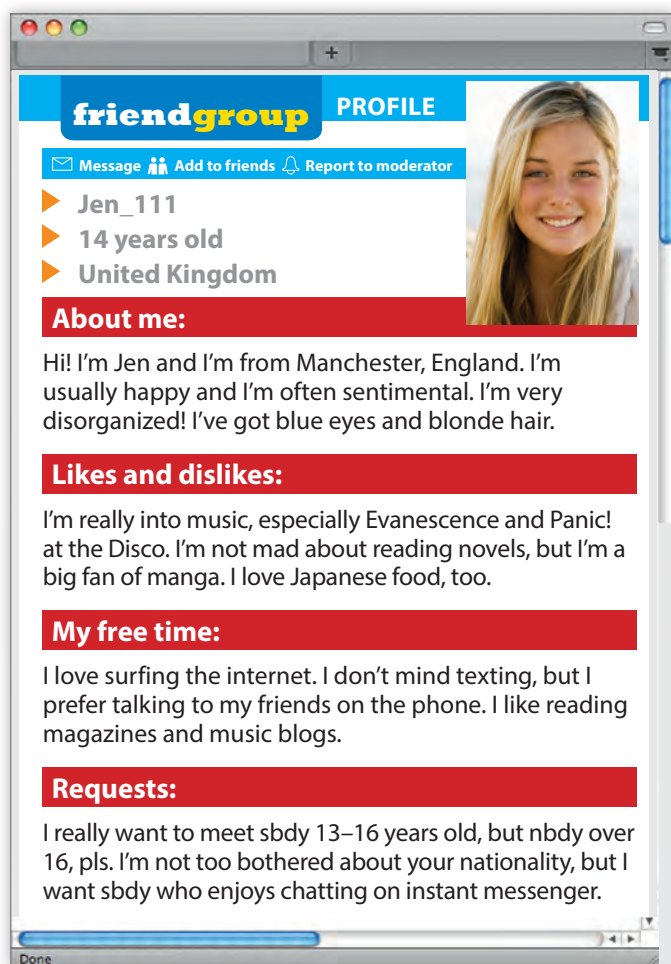 +
friendgroup PROFILE
Message Add to friends Report to moderator
Jen_111
14 years old
United Kingdom
About me:
Hi! I'm Jen and I'm from Manchester, England. I'm
usually happy and I'm often sentimental. I'm very
disorganized! I've got blue eyes and blonde hair.
Likes and dislikes:
I'm really into music, especially Evanescence and Panic!
at the Disco. I'm not mad about reading novels, but I'm a
big fan of manga. I love Japanese food, too.
My free time:
I love surfing the internet. I don't mind texting, but I
prefer talking to my friends on the phone. I like reading
magazines and music blogs.
Requests:
I really want to meet sbdy 13–16 years old, but nbdy over
16, pls. I'm not too bothered about your nationality, but I
want sbdy who enjoys chatting on instant messenger.
Done